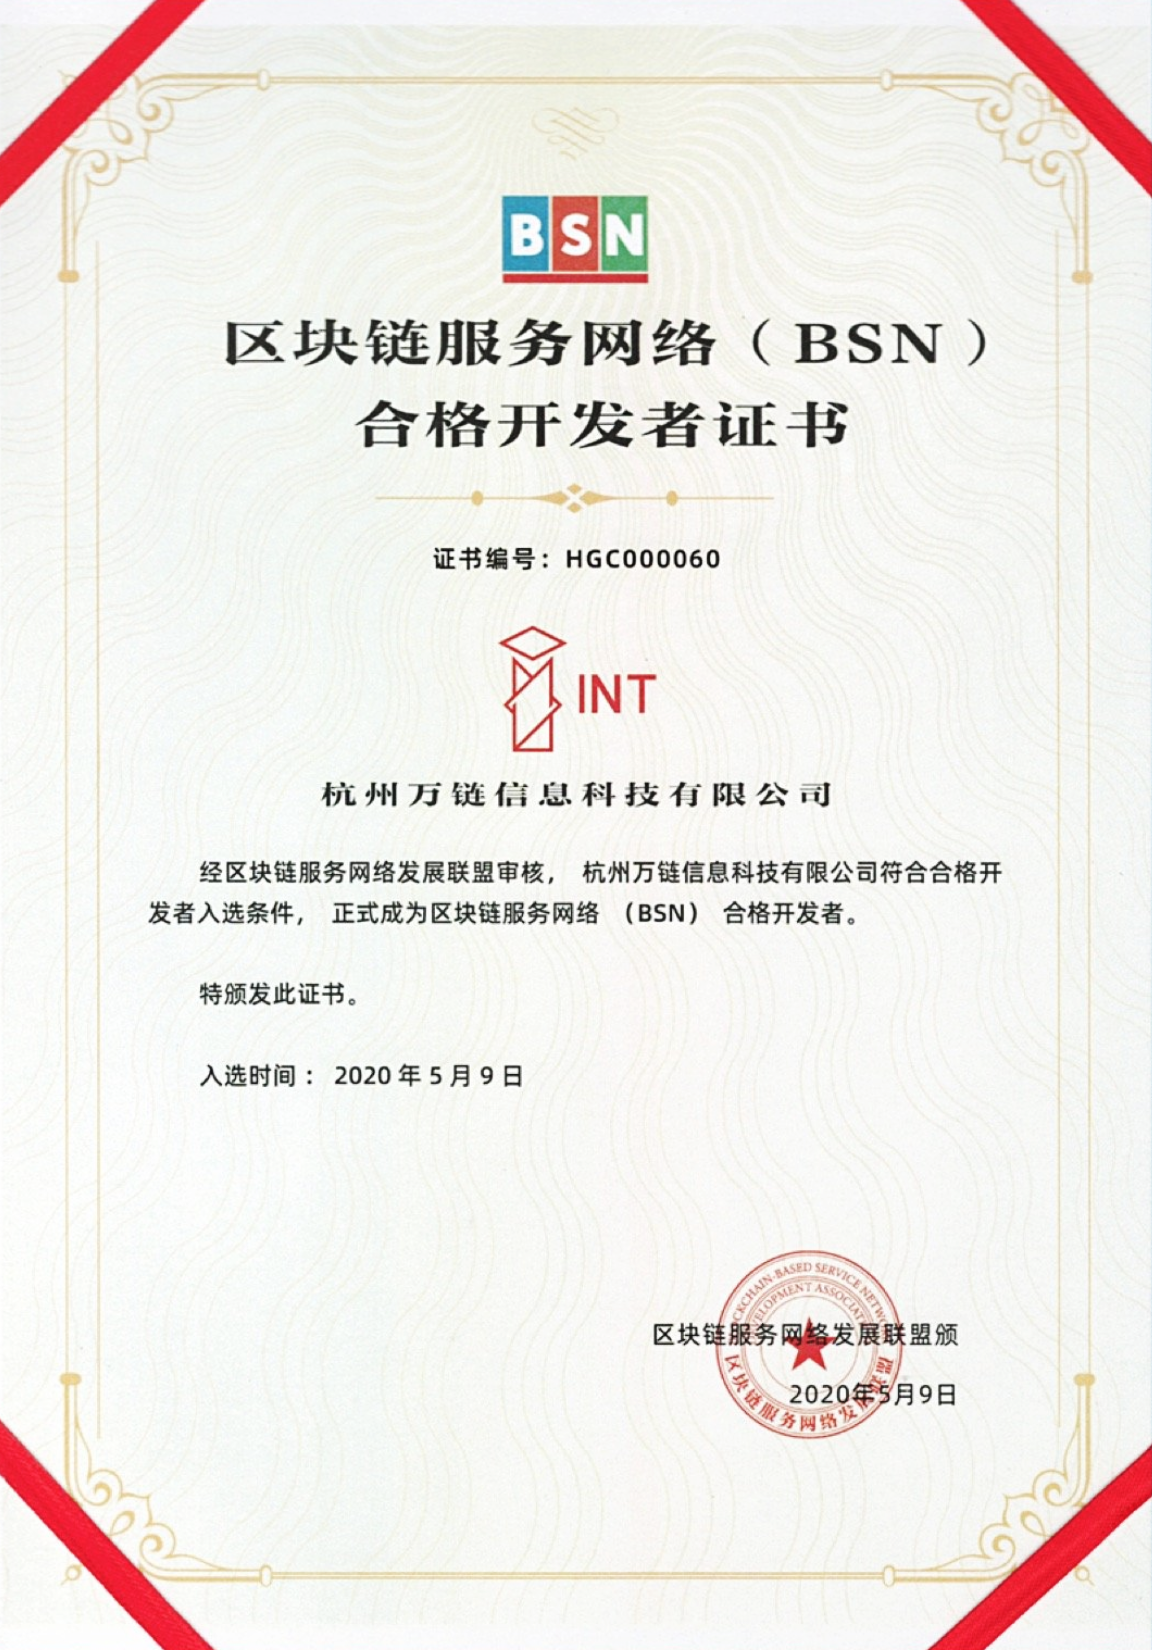 BSN
区块链服务网络（BSN）
合格开发者证书
证书编号：HGC000060
INT
杭州万链信息科技有限公司
经区块链服务网络发展联盟审核， 杭州万链信息科技有限公司符合合格开
发者入选条件， 正式成为区块链服务网络 （BSN） 合格开发者。
特颁发此证书。
入选时间： 2020 年 5 月 9 日
CHAIN-BASED SERVICE NETWORK
DEVELOPMENT ASSOCIATION
区块链服务网络发展联盟颁
2020年5月9日
区块链服务网络发展联盟